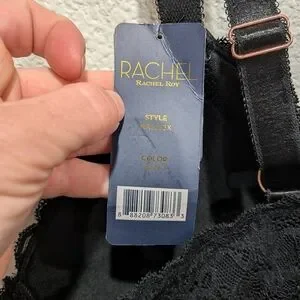 RACHEL
RACHEL ROY
STYLE
COLOR
8 88208 73083 3